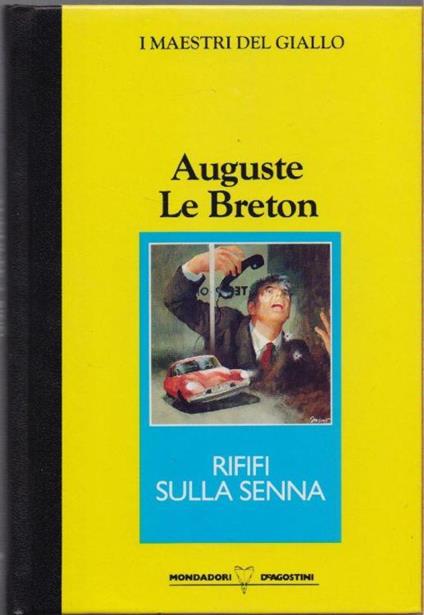 I MAESTRI DEL GIALLO
Auguste
Le Breton
RIFIFI
SULLA SENNA
MONDADORI DEAGOSTINI